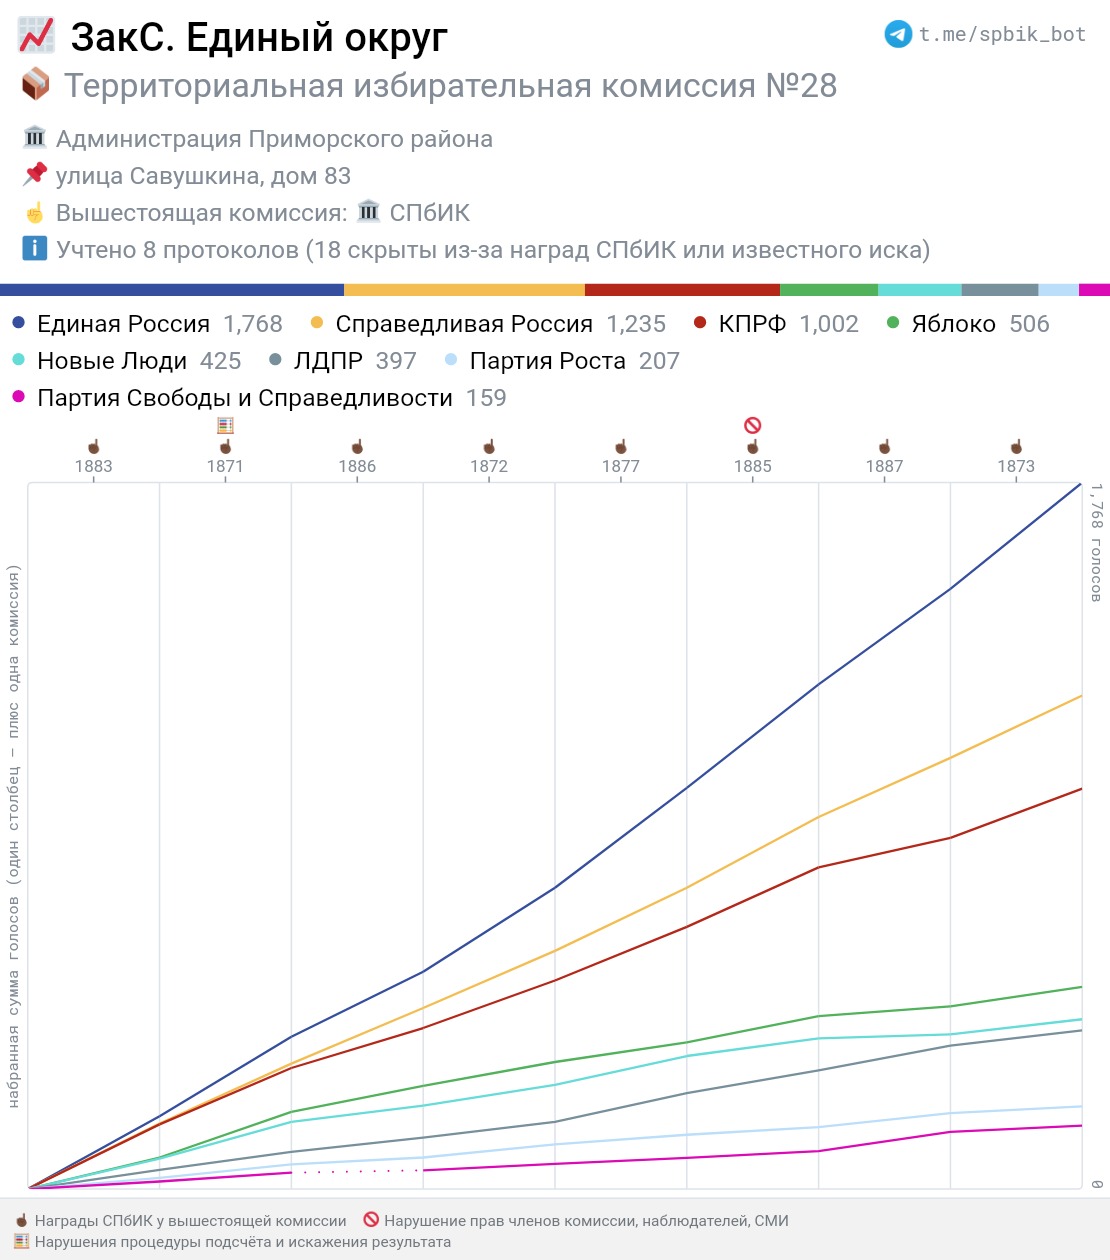 ЗакС. Единый округ
t.me/spbik_bot
Территориальная избирательная комиссия №28
Администрация Приморского района
улица Савушкина, дом 83
Вышестоящая комиссия: СПбИК
Учтено 8 протоколов (18 скрыты из-за наград СПбИК или известного иска)
Единая Россия 1,768 Справедливая Россия 1,235 КПРФ 1,002 Яблоко 506
Новые Люди 425 ЛДПР 397 Партия Роста 207
Партия Свободы и Справедливости 159
1883 1871 1886 1872 1877 1885 1887 1873
набранная сумма голосов (один столбец — плюс одна комиссия)
1,768 голосов
0
Награды СПбИК у вышестоящей комиссии Нарушение прав членов комиссии, наблюдателей, СМИ
Нарушения процедуры подсчёта и искажения результата